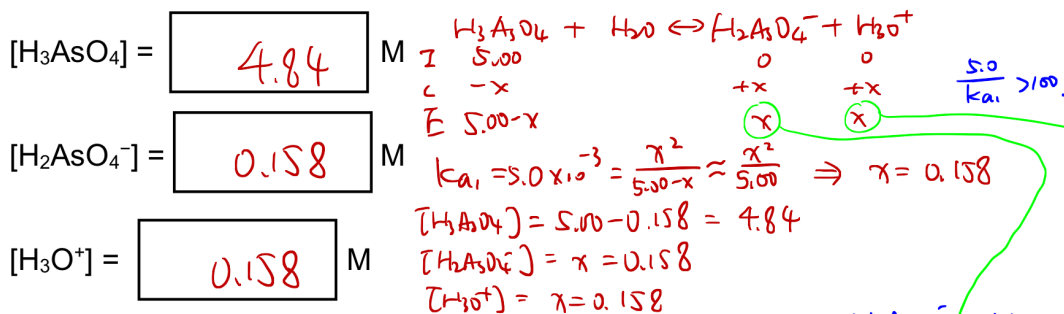 H₃AsO₄ + H₂O ⇔ H₂AsO₄⁻ + H₃O⁺
[H₃AsO₄] = 4.84 M
I 5.00 0 0
C -x +x +x
5.0/ka₁ >100
E 5.00-x x x
[H₂AsO₄⁻] = 0.158 M
ka₁ = 5.0 x10⁻³ = x²/5.00-x ≈ x²/5.00 ⇒ x = 0.158
[H₃AsO₄] = 5.00 - 0.158 = 4.84
[H₃O⁺] = 0.158 M
[H₂AsO₄⁻] = x = 0.158
[H₃O⁺] = x = 0.158